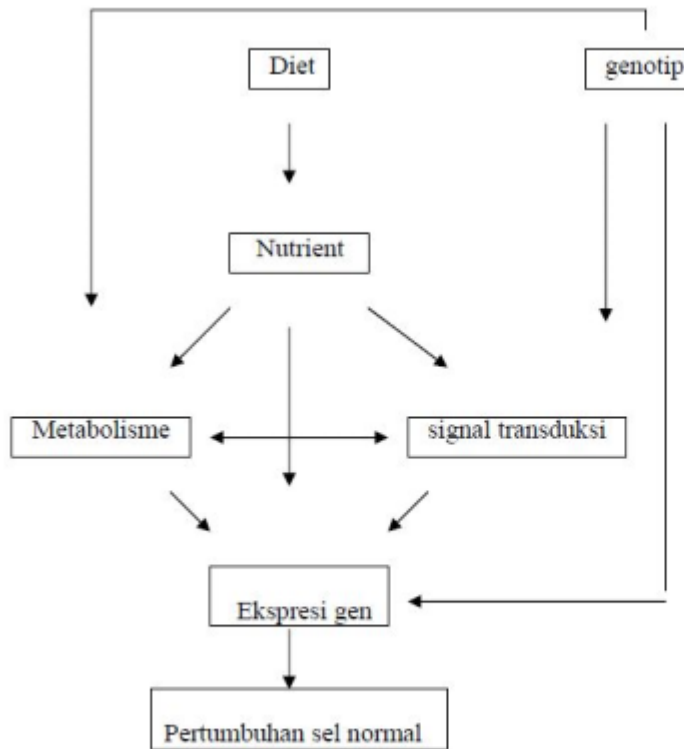 Diet
genotip
Nutrient
Metabolisme
signal transduksi
Ekspresi gen
Pertumbuhan sel normal